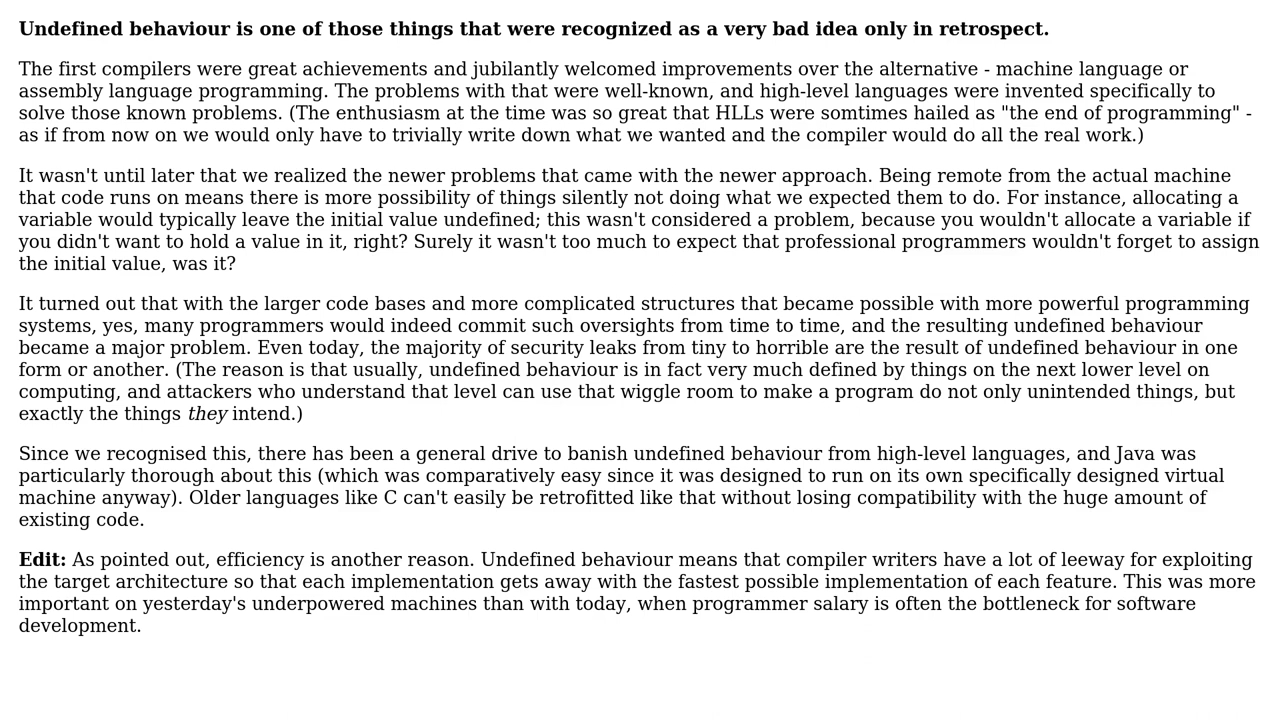 Undefined behaviour is one of those things that were recognized as a very bad idea only in retrospect.
The first compilers were great achievements and jubilantly welcomed improvements over the alternative - machine language or
assembly language programming. The problems with that were well-known, and high-level languages were invented specifically to
solve those known problems. (The enthusiasm at the time was so great that HLLs were somtimes hailed as "the end of programming" -
as if from now on we would only have to trivially write down what we wanted and the compiler would do all the real work.)
It wasn't until later that we realized the newer problems that came with the newer approach. Being remote from the actual machine
that code runs on means there is more possibility of things silently not doing what we expected them to do. For instance, allocating a
variable would typically leave the initial value undefined; this wasn't considered a problem, because you wouldn't allocate a variable if
you didn't want to hold a value in it, right? Surely it wasn't too much to expect that professional programmers wouldn't forget to assign
the initial value, was it?
It turned out that with the larger code bases and more complicated structures that became possible with more powerful programming
systems, yes, many programmers would indeed commit such oversights from time to time, and the resulting undefined behaviour
became a major problem. Even today, the majority of security leaks from tiny to horrible are the result of undefined behaviour in one
form or another. (The reason is that usually, undefined behaviour is in fact very much defined by things on the next lower level on
computing, and attackers who understand that level can use that wiggle room to make a program do not only unintended things, but
exactly the things they intend.)
Since we recognised this, there has been a general drive to banish undefined behaviour from high-level languages, and Java was
particularly thorough about this (which was comparatively easy since it was designed to run on its own specifically designed virtual
machine anyway). Older languages like C can't easily be retrofitted like that without losing compatibility with the huge amount of
existing code.
Edit: As pointed out, efficiency is another reason. Undefined behaviour means that compiler writers have a lot of leeway for exploiting
the target architecture so that each implementation gets away with the fastest possible implementation of each feature. This was more
important on yesterday's underpowered machines than with today, when programmer salary is often the bottleneck for software
development.